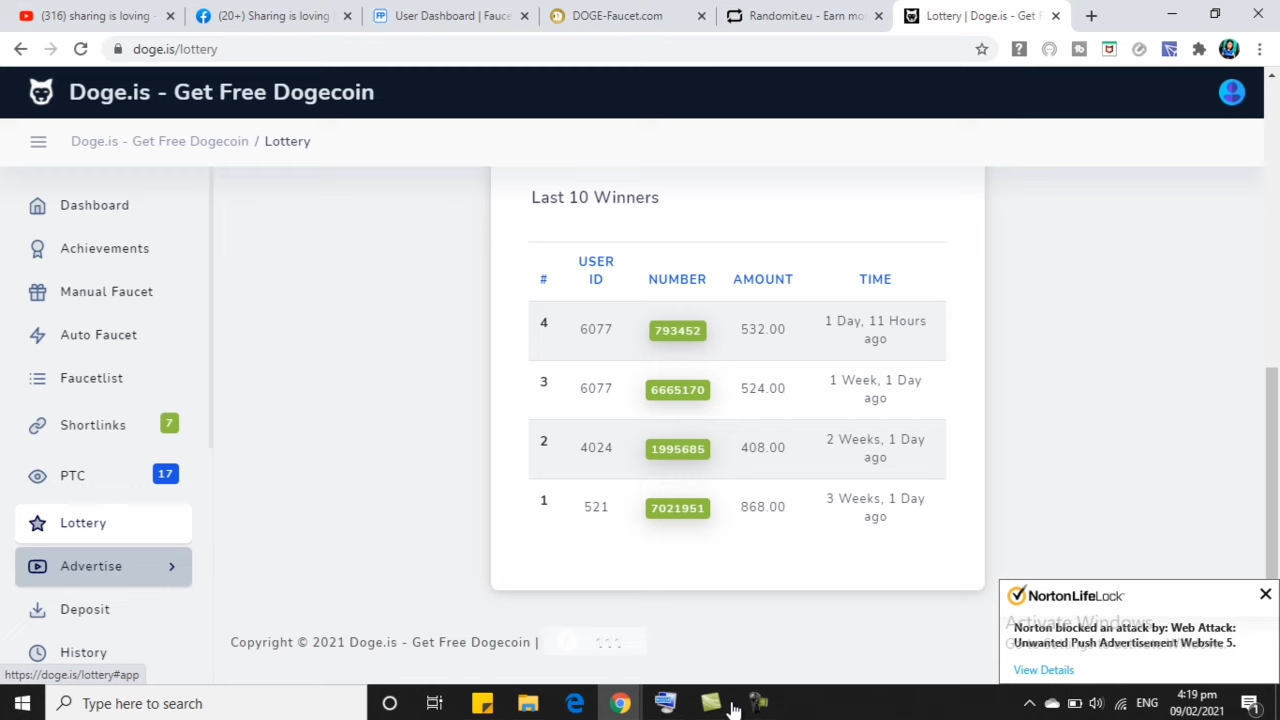 (316) sharing is loving -
(20+) Sharing is loving
User Dashboard | Fauce
DOGE-Faucet.com
Randomit.eu - Earn mo
Lottery | Doge.is - Get F
doge.is/lottery
Doge.is - Get Free Dogecoin
Doge.is - Get Free Dogecoin / Lottery
Dashboard
Achievements
Manual Faucet
Auto Faucet
Faucetlist
Shortlinks 7
PTC 17
Lottery
Advertise
Deposit
History
Last 10 Winners
# USER ID NUMBER AMOUNT TIME
4 6077 793452 532.00 1 Day, 11 Hours ago
3 6077 6665170 524.00 1 Week, 1 Day ago
2 4024 1995685 408.00 2 Weeks, 1 Day ago
1 521 7021951 868.00 3 Weeks, 1 Day ago
Copyright © 2021 Doge.is - Get Free Dogecoin |
NortonLifeLock
Activate Windows
Norton blocked an attack by: Web Attack:
Unwanted Push Advertisement Website 5.
View Details
https://doge.is/lottery#app
Type here to search
ENG
4:19 pm
09/02/2021
1